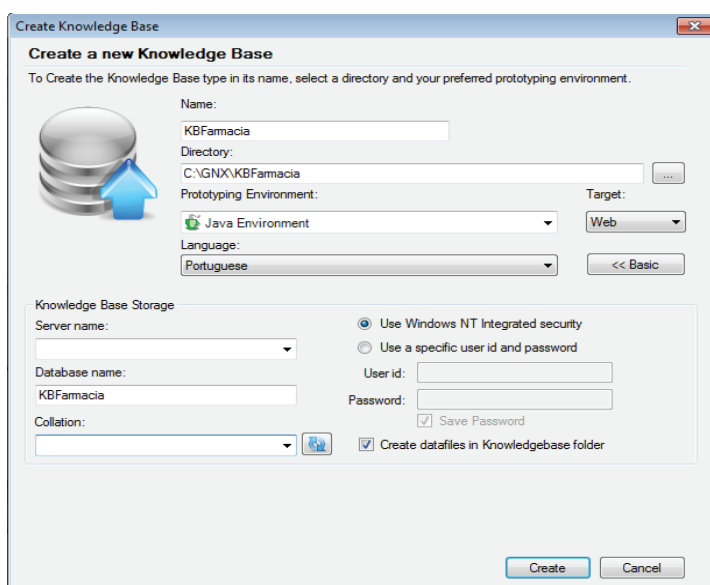 Create Knowledge Base
Create a new Knowledge Base
To Create the Knowledge Base type in its name, select a directory and your preferred prototyping environment.
Name:
KBFarmacia
Directory:
C:\GNX\KBFarmacia
...
Prototyping Environment:
Target:
Java Environment
Web
Language:
Portuguese
<< Basic
Knowledge Base Storage
Server name:
Use Windows NT Integrated security
Use a specific user id and password
Database name:
User id:
KBFarmacia
Password:
Save Password
Collation:
Create datafiles in Knowledgebase folder
Create
Cancel